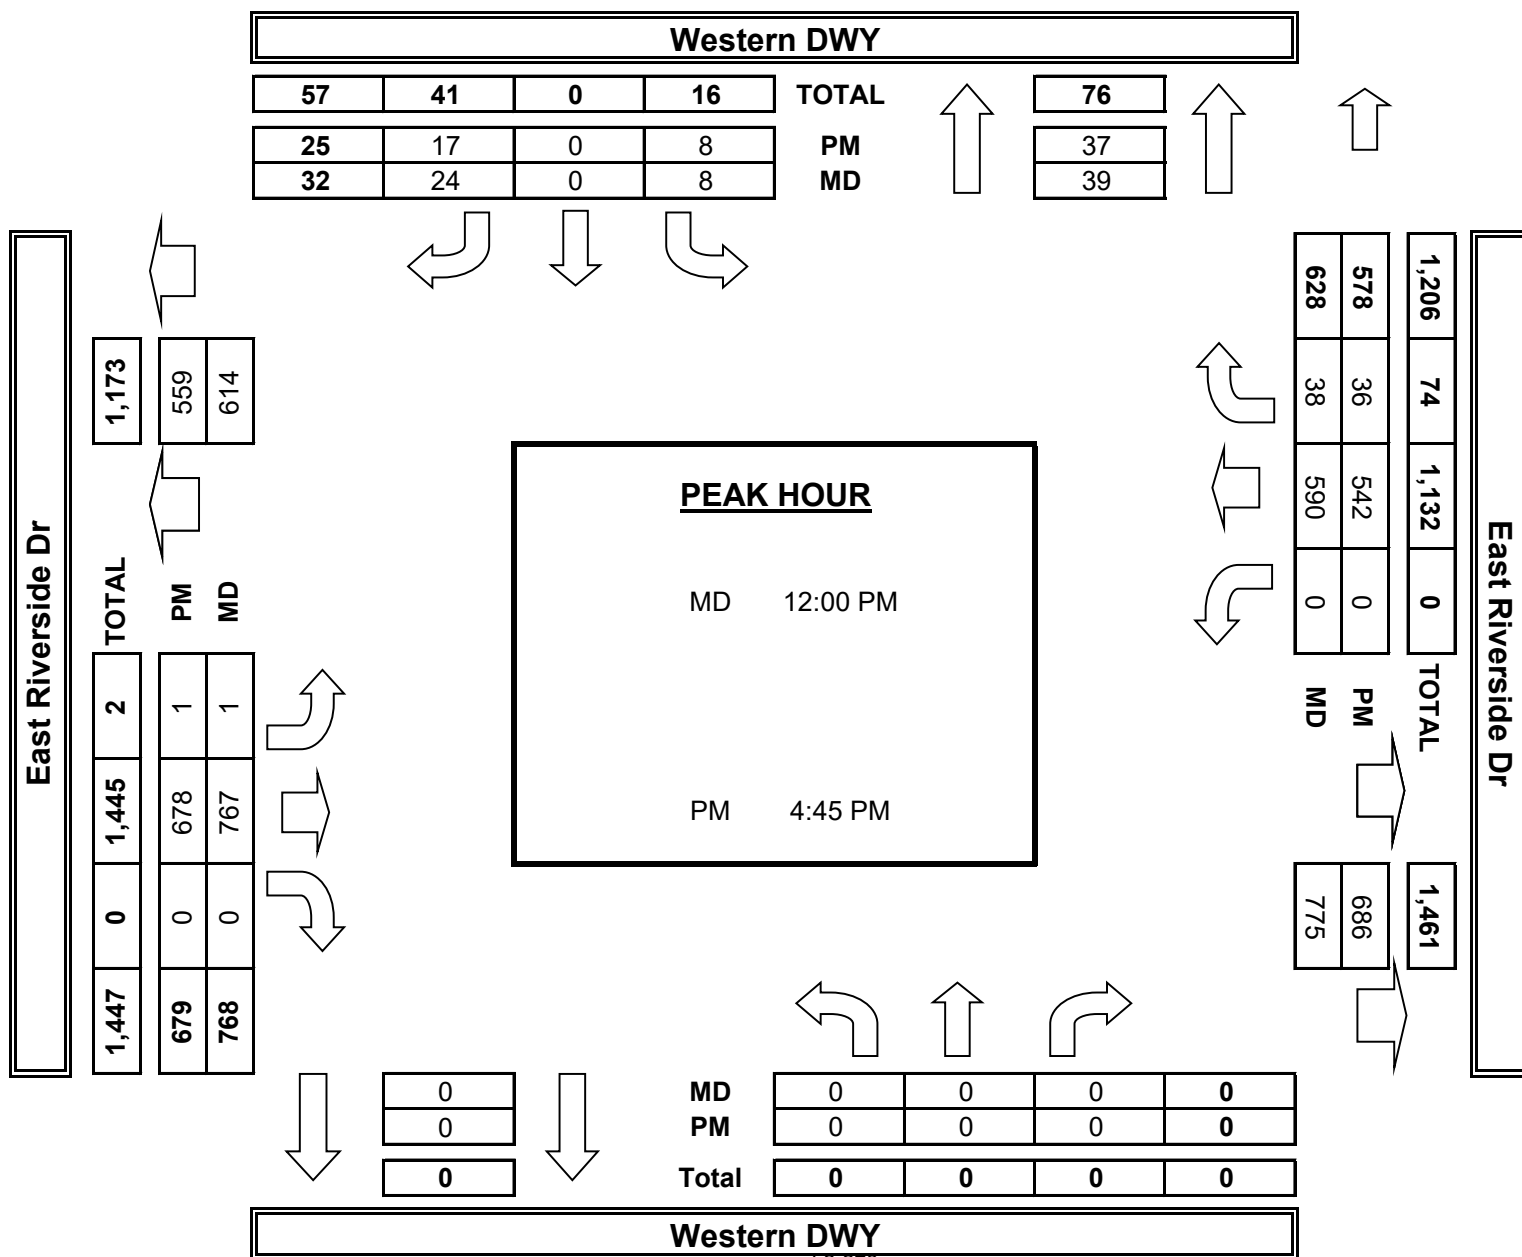 Western DWY
57 41 0 16 TOTAL 76
25 17 0 8 PM 37
32 24 0 8 MD 39
East Riverside Dr
1,173 559 614
TOTAL PM MD
2 1 1
1,445 678 767
0 0 0
1,447 679 768
PEAK HOUR
MD 12:00 PM
PM 4:45 PM
628 578 1,206
38 36 74
590 542 1,132
0 0 0
MD PM TOTAL
775 686 1,461
East Riverside Dr
0 MD 0 0 0 0
0 PM 0 0 0 0
0 Total 0 0 0 0
Western DWY